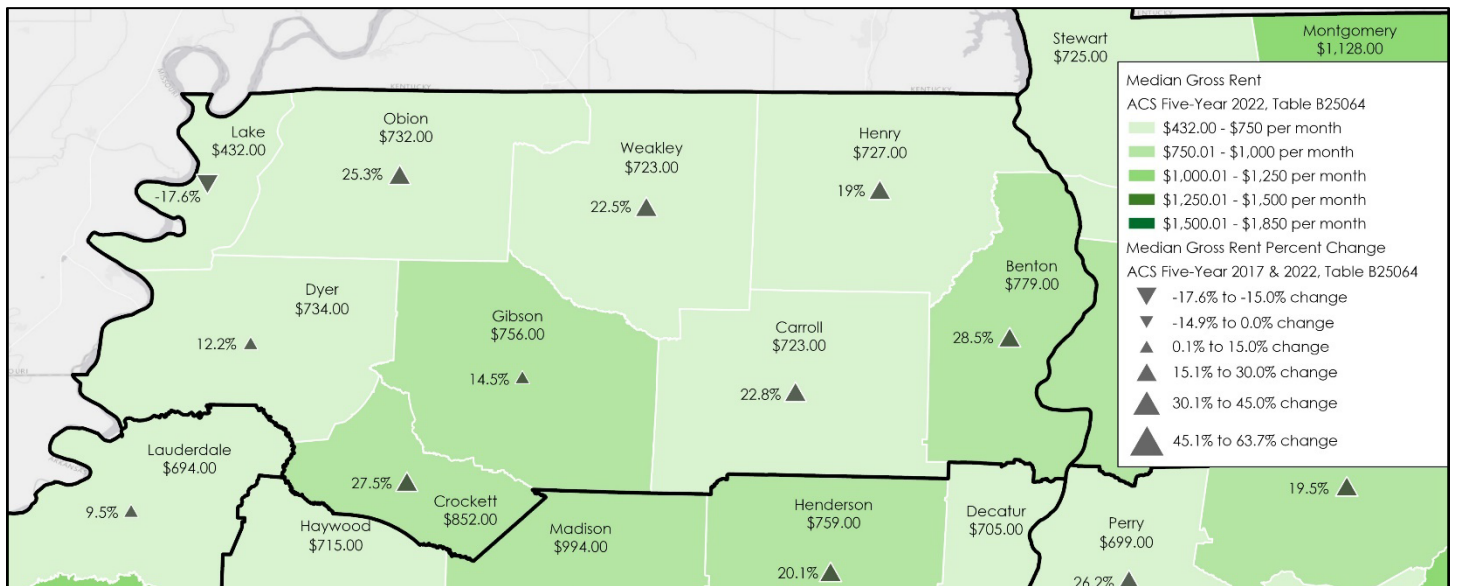 KENTUCKY
Stewart
$725.00
Montgomery
$1,128.00
KENTUCKY
KENTUCKY
Lake
$432.00
-17.6%
Obion
$732.00
25.3%
Weakley
$723.00
22.5%
Henry
$727.00
19%
Benton
$779.00
28.5%
Dyer
$734.00
12.2%
Gibson
$756.00
14.5%
Carroll
$723.00
22.8%
Lauderdale
$694.00
9.5%
27.5%
Crockett
$852.00
Haywood
$715.00
Madison
$994.00
Henderson
$759.00
20.1%
Decatur
$705.00
Perry
$699.00
26.2%
19.5%
Median Gross Rent
ACS Five-Year 2022, Table B25064
$432.00 - $750 per month
$750.01 - $1,000 per month
$1,000.01 - $1,250 per month
$1,250.01 - $1,500 per month
$1,500.01 - $1,850 per month
Median Gross Rent Percent Change
ACS Five-Year 2017 & 2022, Table B25064
-17.6% to -15.0% change
-14.9% to 0.0% change
0.1% to 15.0% change
15.1% to 30.0% change
30.1% to 45.0% change
45.1% to 63.7% change